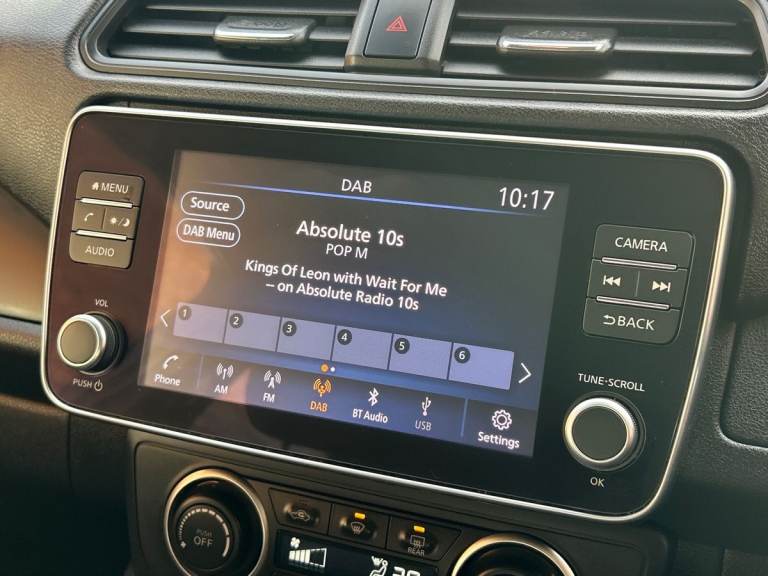 DAB
10:17
MENU
Source
DAB Menu
AUDIO
Absolute 10s
POP M
Kings Of Leon with Wait For Me
– on Absolute Radio 10s
CAMERA
BACK
VOL
PUSH
1 2 3 4 5 6
Phone
AM
FM
DAB
BT Audio
USB
Settings
TUNE•SCROLL
OK
PUSH
OFF
REAR